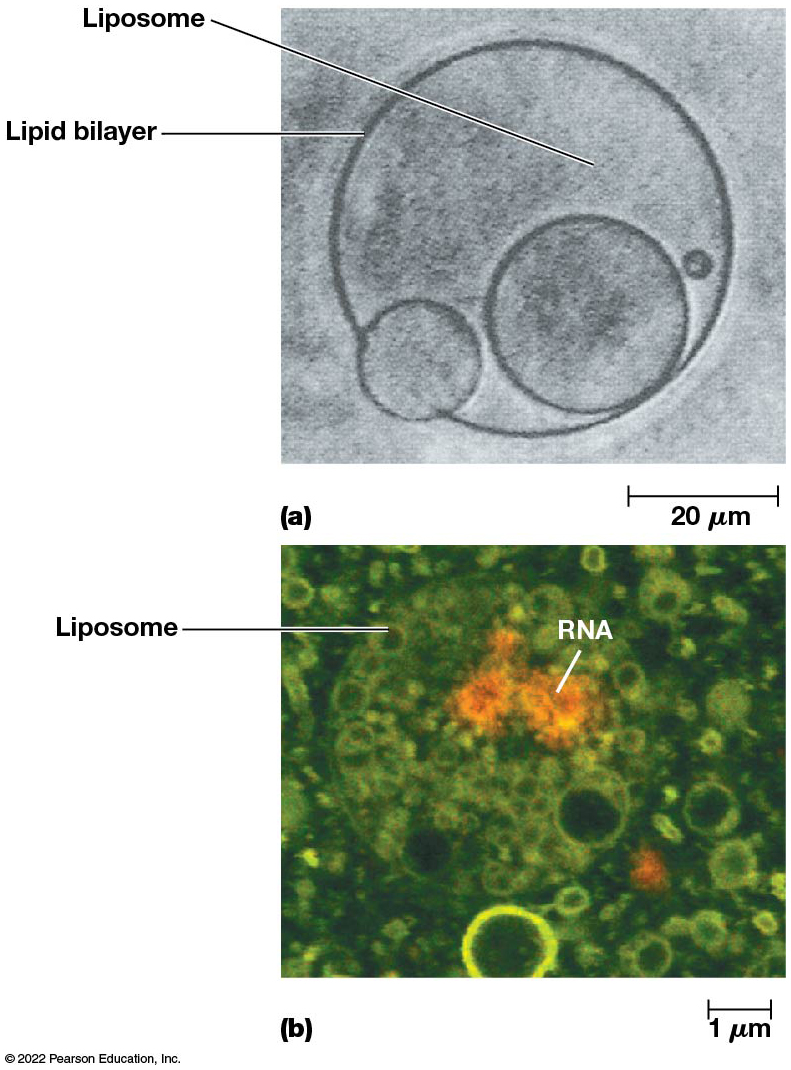 Liposome
Lipid bilayer
20 μm
(a)
Liposome
RNA
1 μm
(b)
© 2022 Pearson Education, Inc.